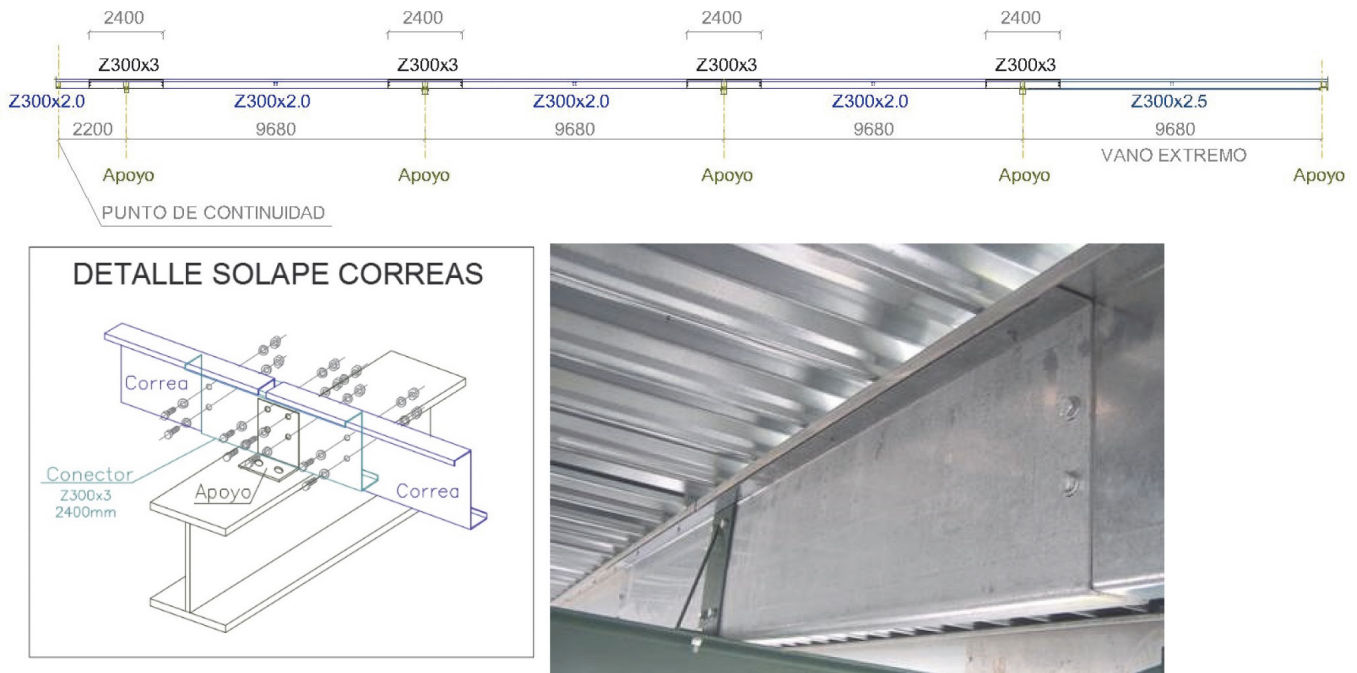 2400 2400 2400 2400
Z300x3 Z300x3 Z300x3 Z300x3
Z300x2.0 Z300x2.0 Z300x2.0 Z300x2.0 Z300x2.5
2200 9680 9680 9680 9680
VANO EXTREMO
Apoyo Apoyo Apoyo Apoyo Apoyo
PUNTO DE CONTINUIDAD
DETALLE SOLAPE CORREAS
Correa
Conector
Z300x3
2400mm
Apoyo
Correa